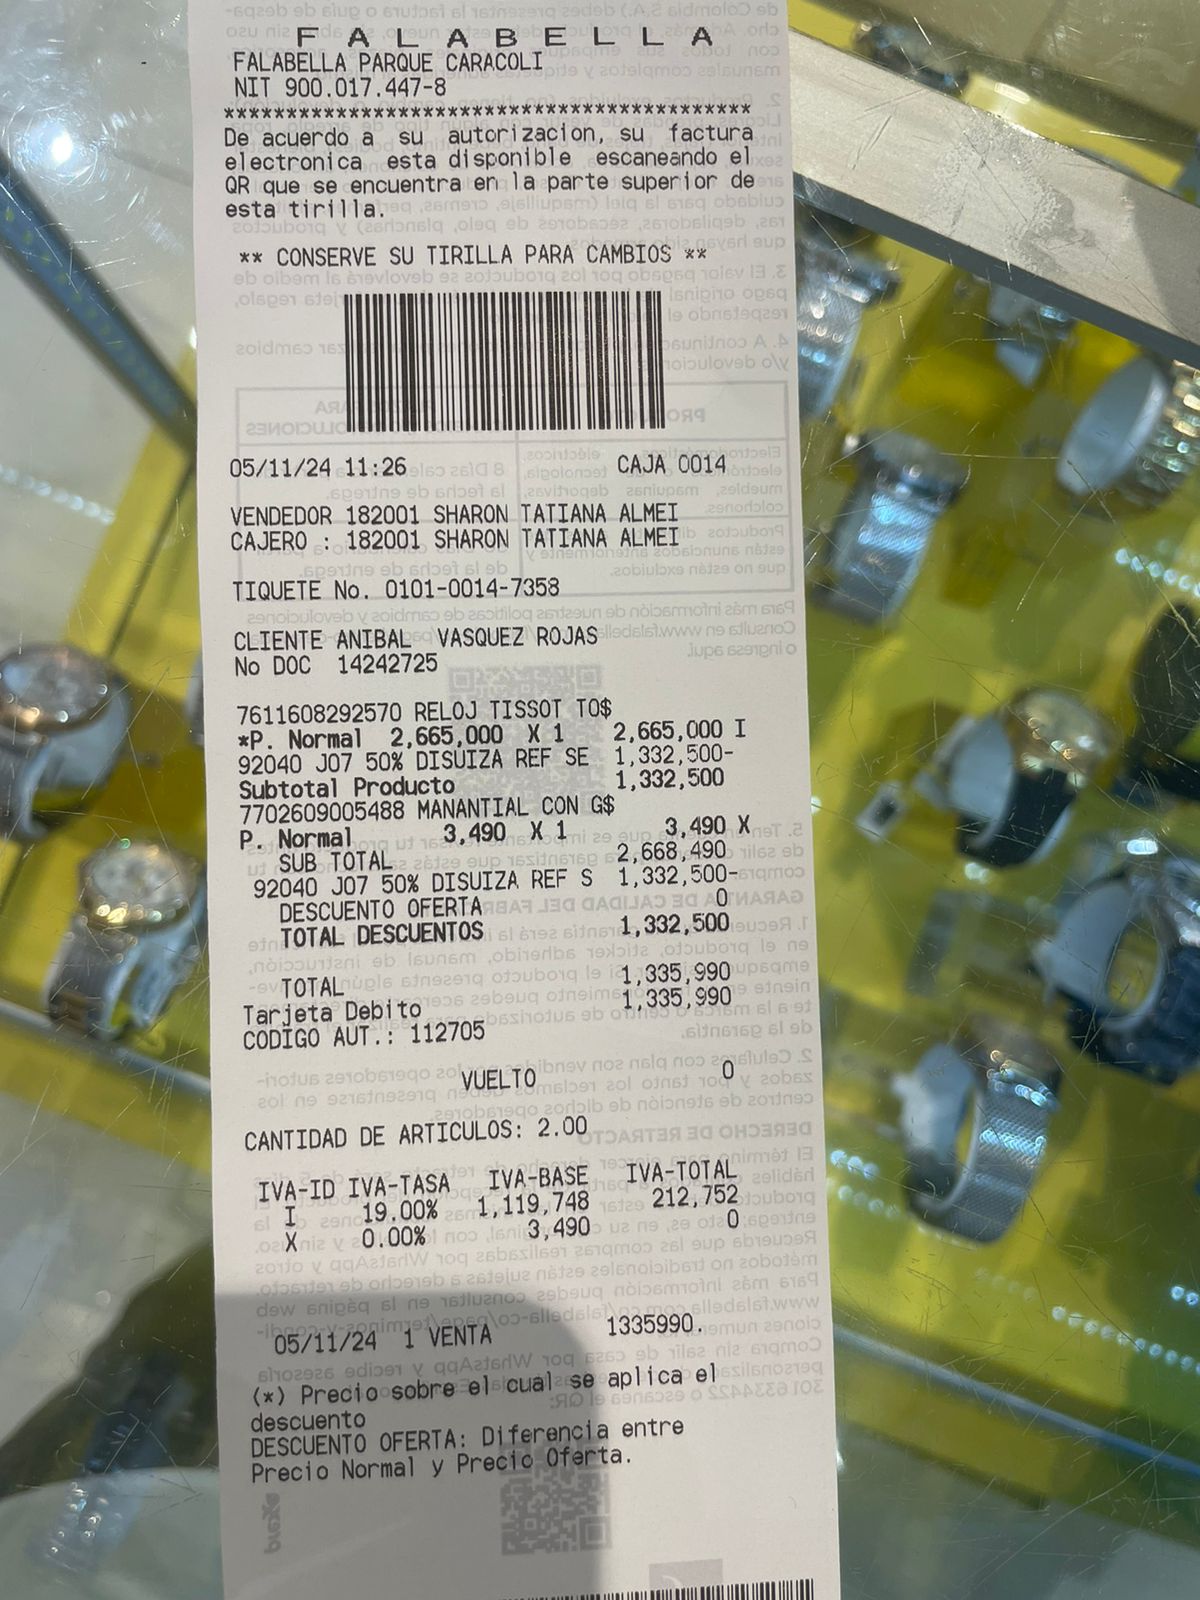 F A L A B E L L A
FALABELLA PARQUE CARACOLI
NIT 900.017.447-8
*****************************************
De acuerdo a su autorizacion, su factura
electronica esta disponible escaneando el
QR que se encuentra en la parte superior de
esta tirilla.
** CONSERVE SU TIRILLA PARA CAMBIOS **
05/11/24 11:26 CAJA 0014
VENDEDOR 182001 SHARON TATIANA ALMEI
CAJERO : 182001 SHARON TATIANA ALMEI
TIQUETE No. 0101-0014-7358
CLIENTE ANIBAL VASQUEZ ROJAS
No DOC 14242725
7611608292570 RELOJ TISSOT TO$
*P. Normal 2,665,000 X 1 2,665,000 I
92040 J07 50% DISUIZA REF SE 1,332,500-
Subtotal Producto 1,332,500
7702609005488 MANANTIAL CON G$
P. Normal 3,490 X 1 3,490 X
SUB TOTAL 2,668,490
92040 J07 50% DISUIZA REF S 1,332,500-
DESCUENTO OFERTA 0
TOTAL DESCUENTOS 1,332,500
TOTAL 1,335,990
Tarjeta Debito 1,335,990
CODIGO AUT.: 112705
VUELTO 0
CANTIDAD DE ARTICULOS: 2.00
IVA-ID IVA-TASA IVA-BASE IVA-TOTAL
I 19.00% 1,119,748 212,752
X 0.00% 3,490 0
05/11/24 1 VENTA 1335990.
(*) Precio sobre el cual se aplica el
descuento
DESCUENTO OFERTA: Diferencia entre
Precio Normal y Precio Oferta.